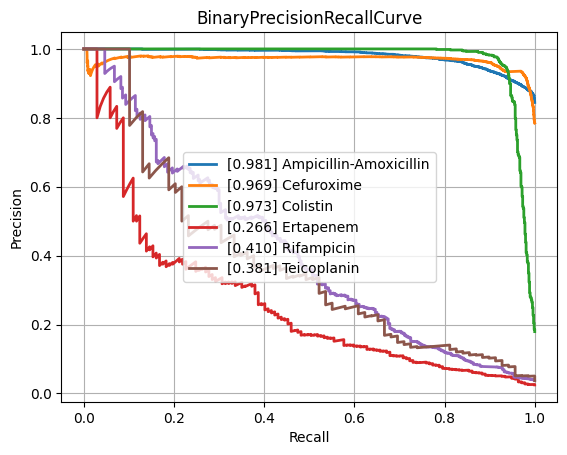 BinaryPrecisionRecallCurve
Precision
1.0
0.8
0.6
0.4
0.2
0.0
[0.981] Ampicillin-Amoxicillin
[0.969] Cefuroxime
[0.973] Colistin
[0.266] Ertapenem
[0.410] Rifampicin
[0.381] Teicoplanin
0.0 0.2 0.4 0.6 0.8 1.0
Recall